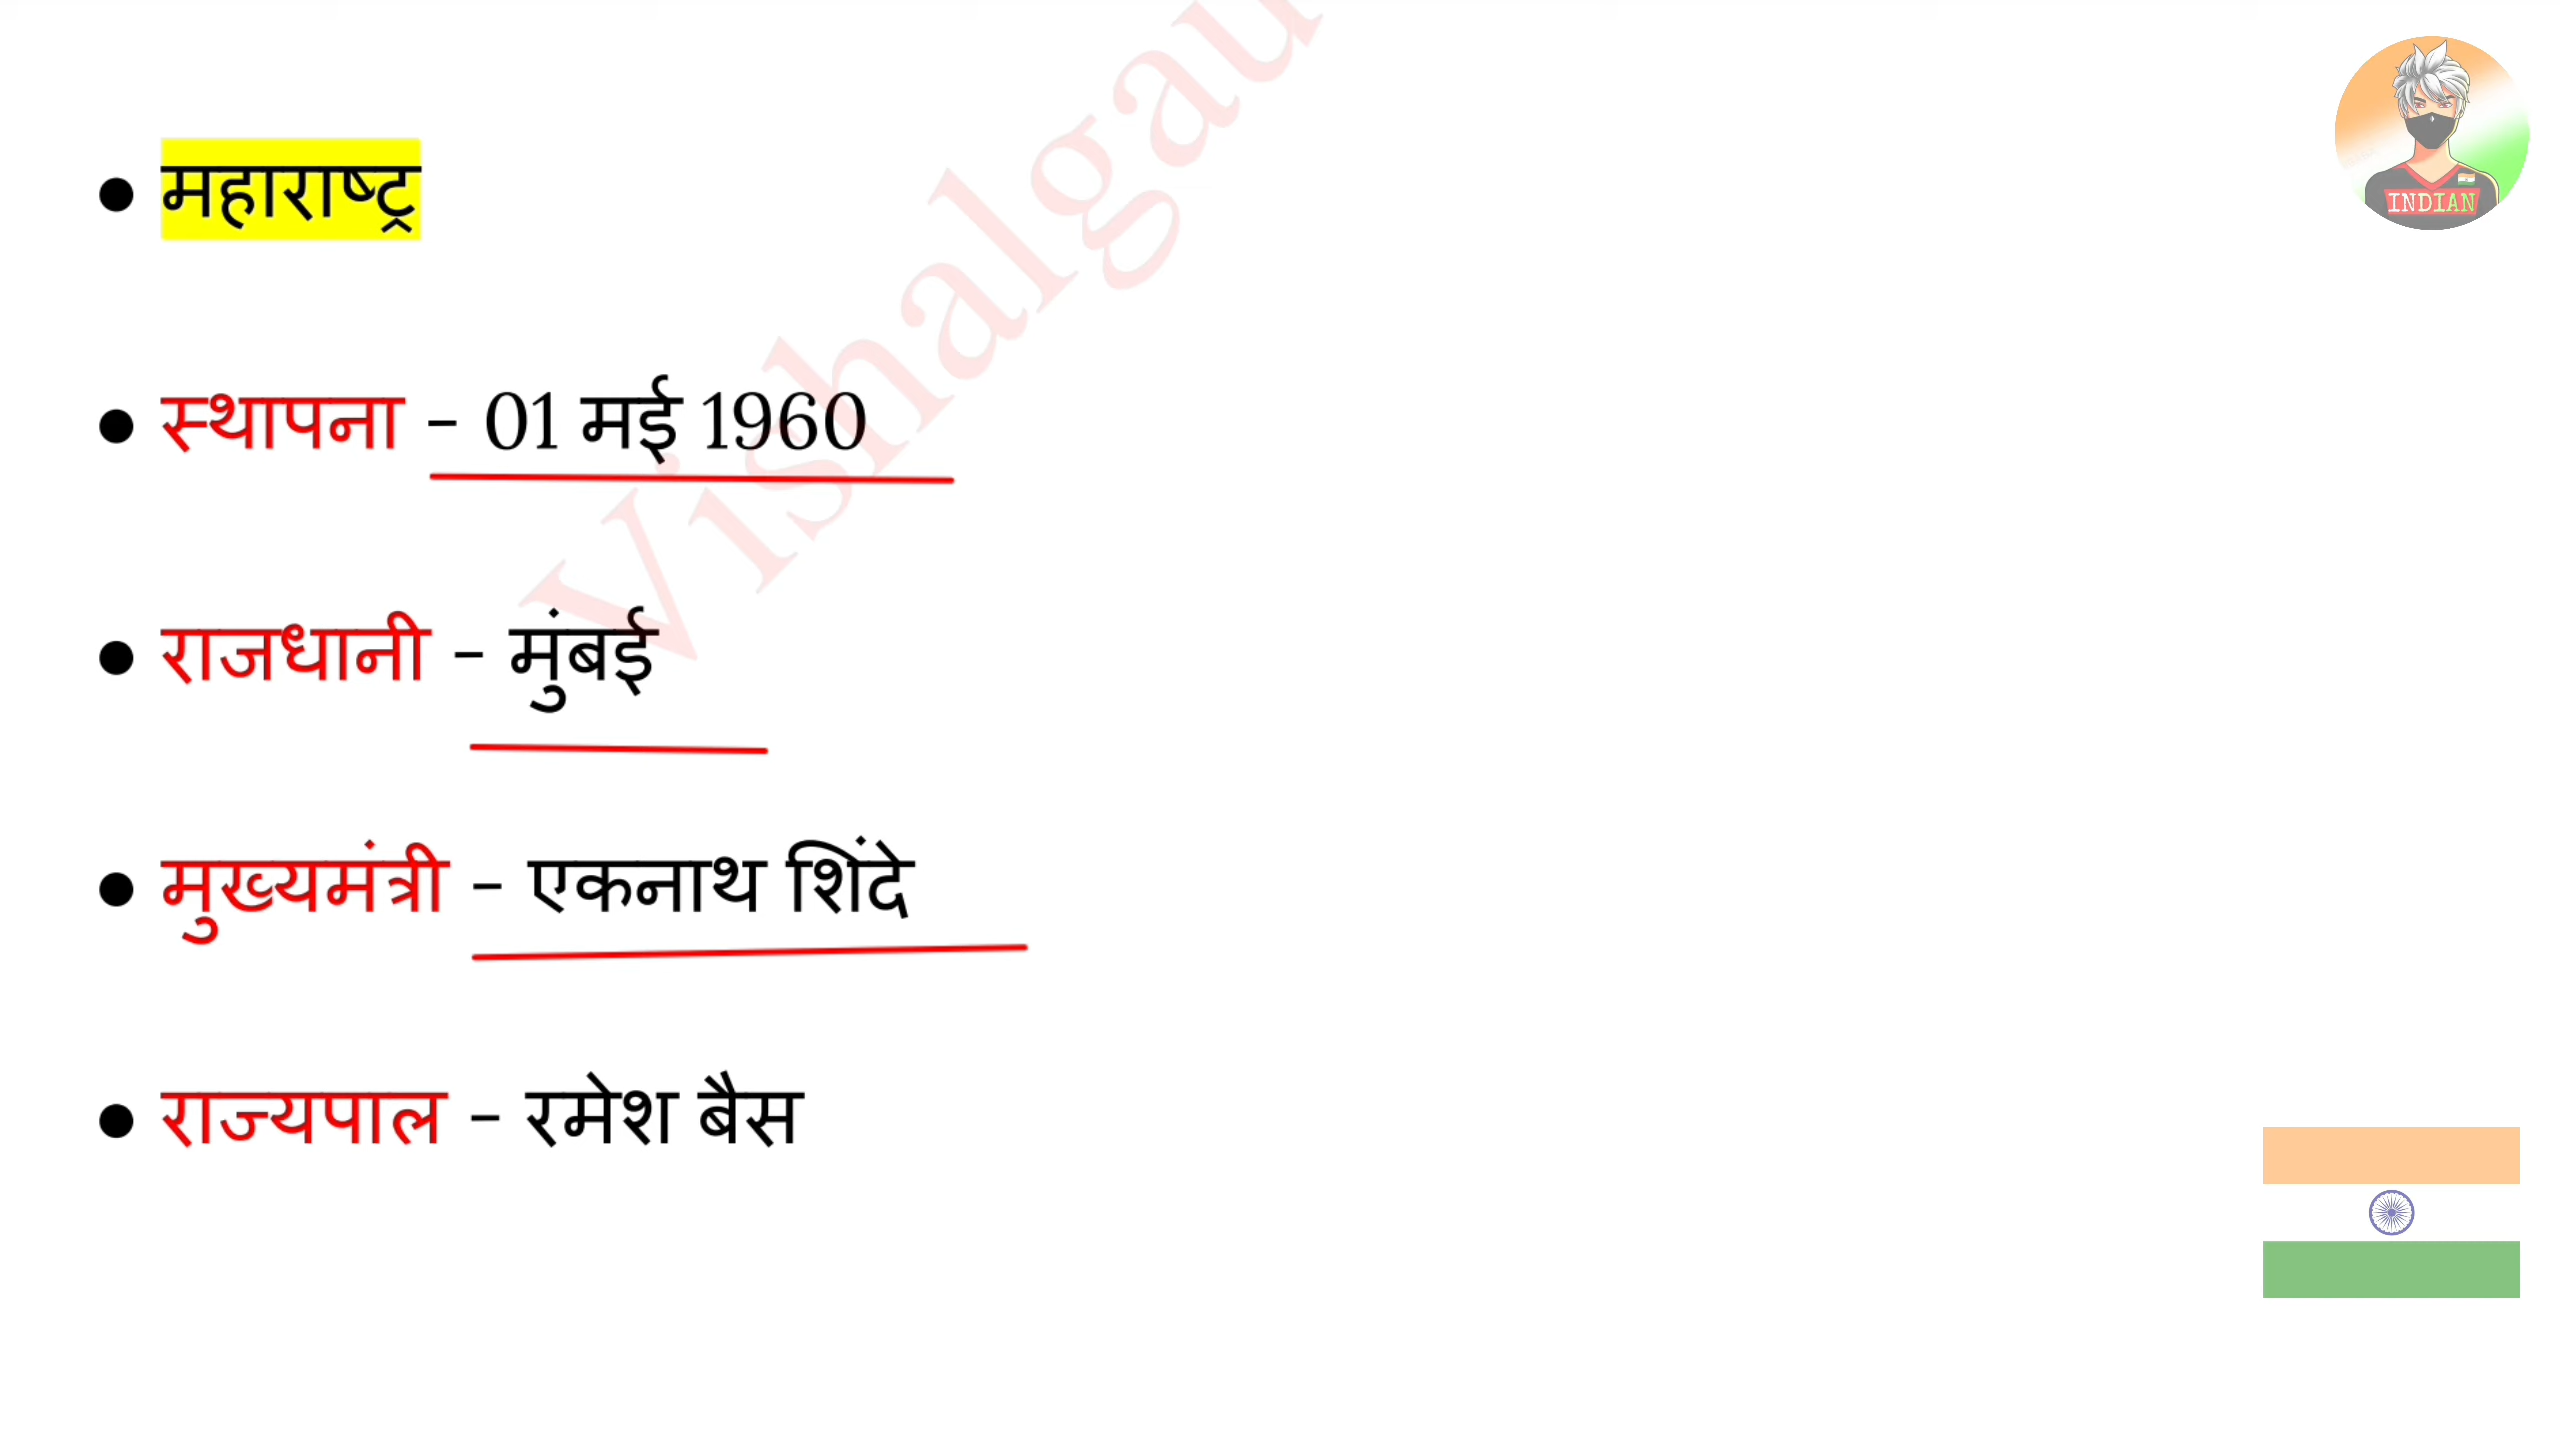 • महाराष्ट्र
• स्थापना - 01 मई 1960
• राजधानी - मुंबई
• मुख्यमंत्री - एकनाथ शिंदे
• राज्यपाल - रमेश बैस
Vishalgau
INDIAN